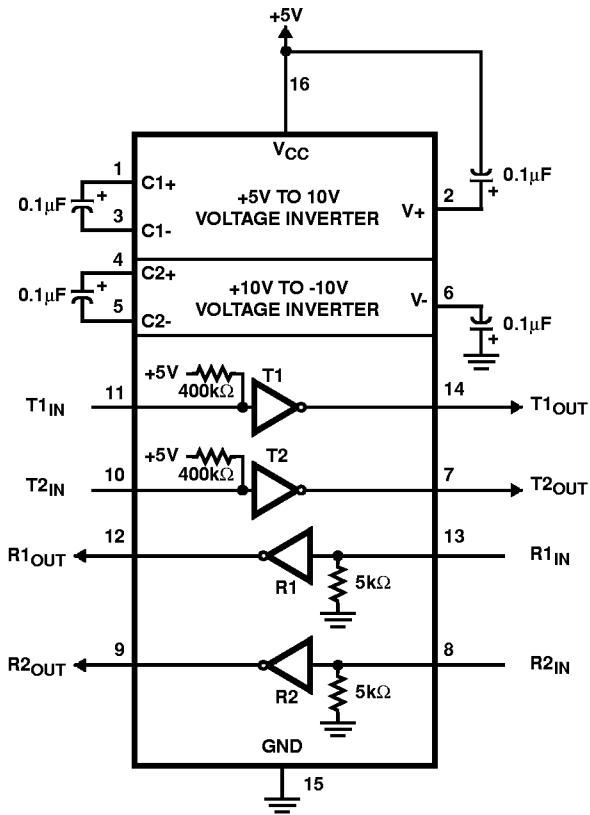 +5V
16
VCC
1
C1+
+5V TO 10V
VOLTAGE INVERTER
0.1µF
+
3
C1-
2
V+
0.1µF
+
4
C2+
+10V TO -10V
VOLTAGE INVERTER
0.1µF
+
5
C2-
6
V-
0.1µF
+
+5V
400kΩ
T1
T1IN
11
14
T1OUT
+5V
400kΩ
T2
T2IN
10
7
T2OUT
R1OUT
12
R1
5kΩ
13
R1IN
R2OUT
9
R2
5kΩ
8
R2IN
GND
15